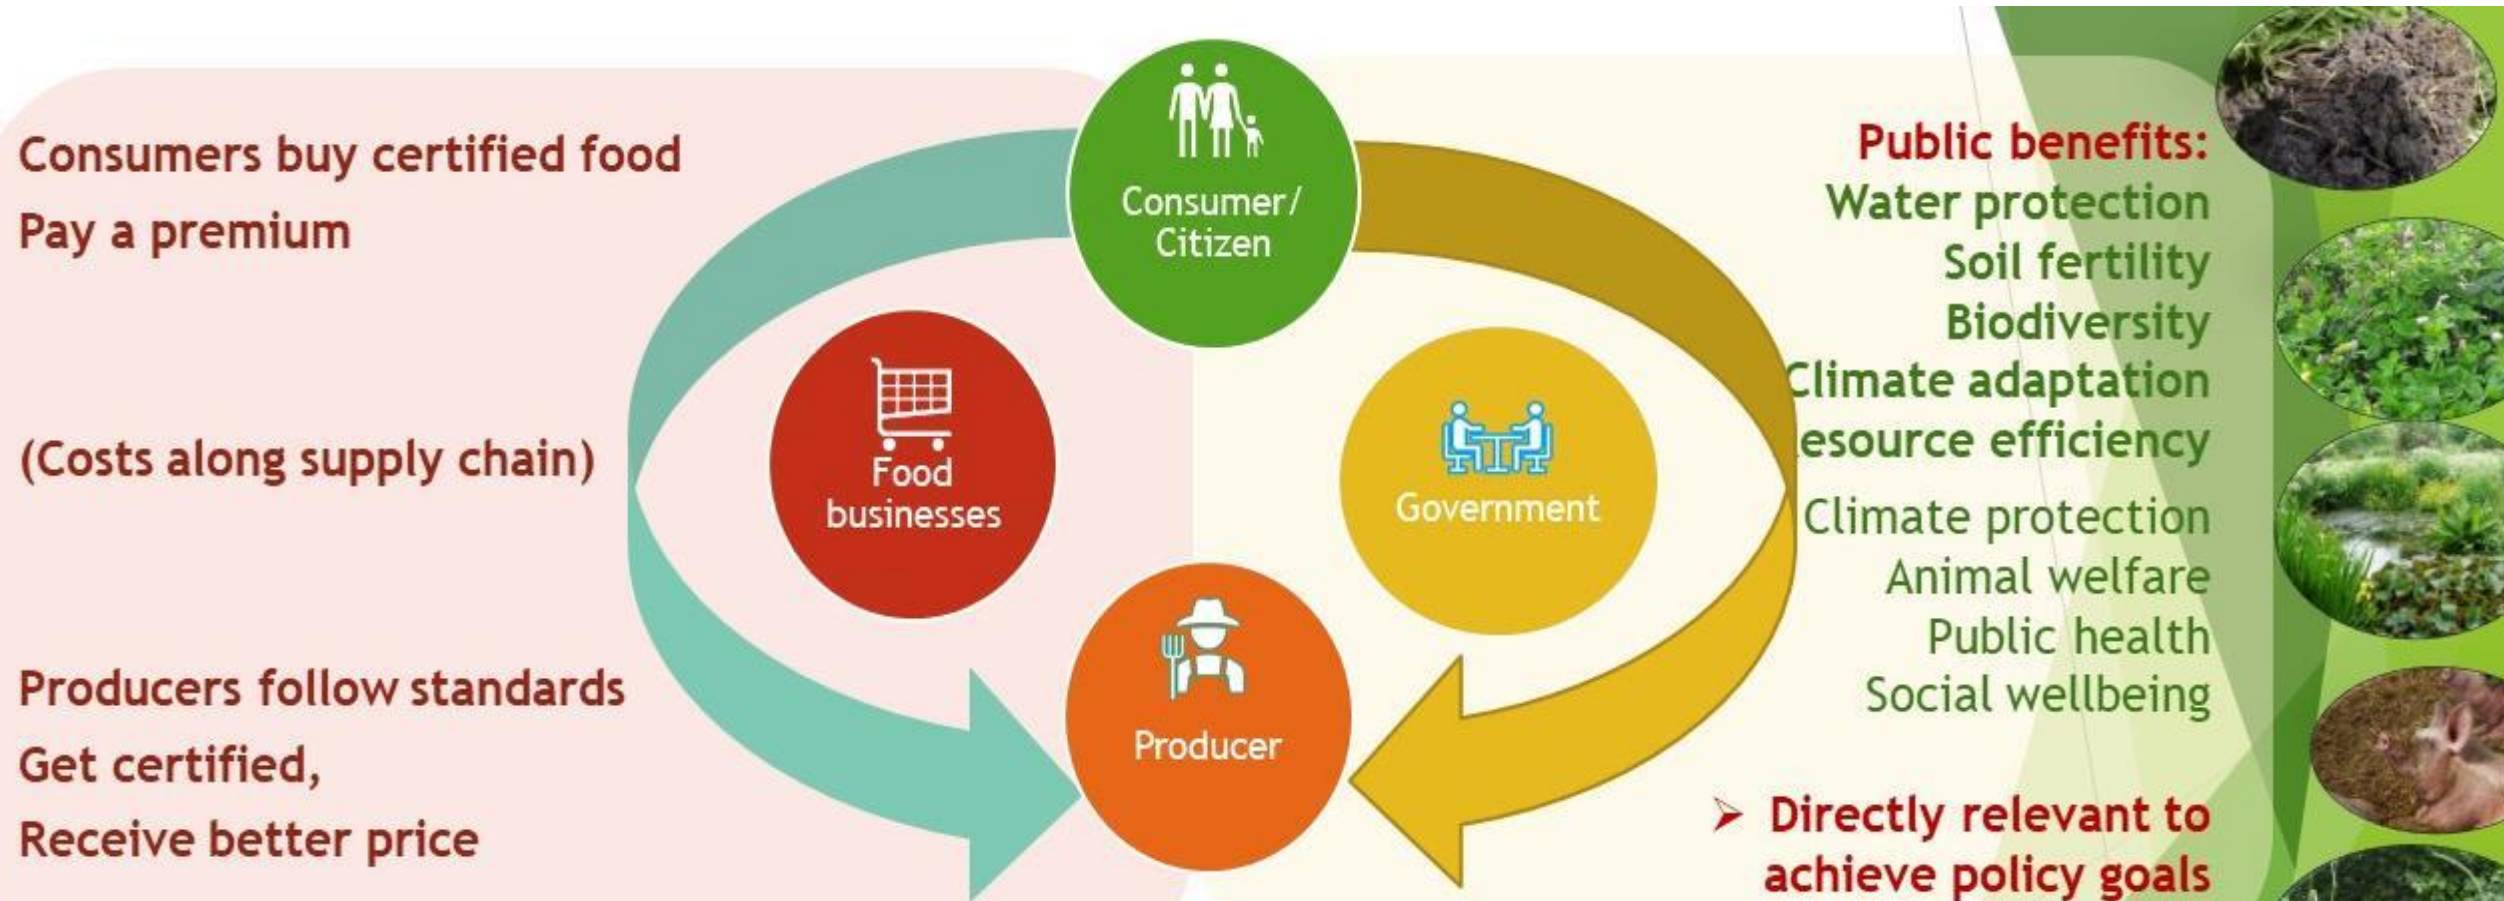 Consumers buy certified food
Pay a premium
(Costs along supply chain)
Producers follow standards
Get certified,
Receive better price
Consumer/
Citizen
Food
businesses
Government
Producer
Public benefits:
Water protection
Soil fertility
Biodiversity
Climate adaptation
esource efficiency
Climate protection
Animal welfare
Public health
Social wellbeing
➢ Directly relevant to
achieve policy goals